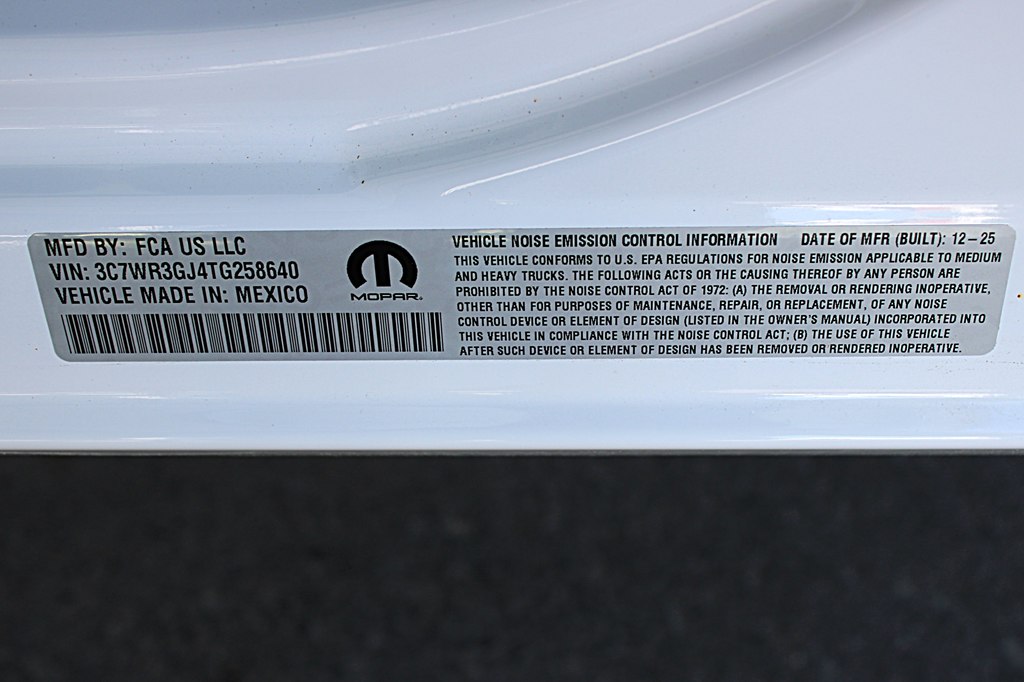 MFD BY: FCA US LLC
VIN: 3C7WR3GJ4TG258640
VEHICLE MADE IN: MEXICO
MOPAR
VEHICLE NOISE EMISSION CONTROL INFORMATION DATE OF MFR (BUILT): 12-25
THIS VEHICLE CONFORMS TO U.S. EPA REGULATIONS FOR NOISE EMISSION APPLICABLE TO MEDIUM
AND HEAVY TRUCKS. THE FOLLOWING ACTS OR THE CAUSING THEREOF BY ANY PERSON ARE
PROHIBITED BY THE NOISE CONTROL ACT OF 1972: (A) THE REMOVAL OR RENDERING INOPERATIVE,
OTHER THAN FOR PURPOSES OF MAINTENANCE, REPAIR, OR REPLACEMENT, OF ANY NOISE
CONTROL DEVICE OR ELEMENT OF DESIGN (LISTED IN THE OWNER'S MANUAL) INCORPORATED INTO
THIS VEHICLE IN COMPLIANCE WITH THE NOISE CONTROL ACT; (B) THE USE OF THIS VEHICLE
AFTER SUCH DEVICE OR ELEMENT OF DESIGN HAS BEEN REMOVED OR RENDERED INOPERATIVE.